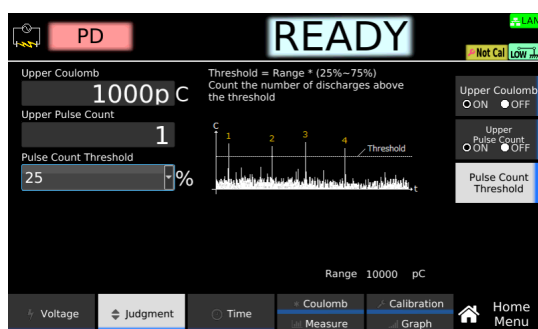 PD
READY
LAN
Not Cal
LOW
Upper Coulomb
1000p C
Upper Pulse Count
1
Pulse Count Threshold
25 %
Threshold = Range * (25%~75%)
Count the number of discharges above
the threshold
C
1 2 3 4
Threshold
t
Range 10000 pC
Upper Coulomb
ON OFF
Upper
Pulse Count
ON OFF
Pulse Count
Threshold
Voltage
Judgment
Time
Coulomb
Measure
Calibration
Graph
Home
Menu